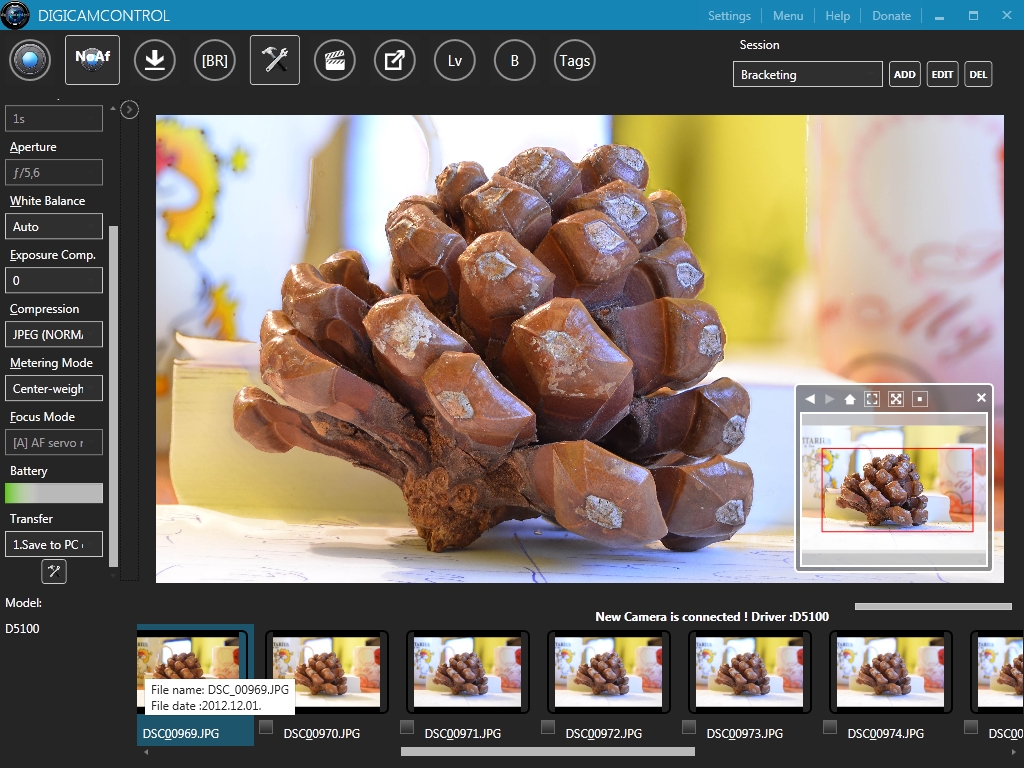 DIGICAMCONTROL
Settings
Menu
Help
Donate
NoAf
[BR]
Lv
B
Tags
Session
Bracketing
ADD
EDIT
DEL
1s
Aperture
ƒ/5,6
White Balance
Auto
Exposure Comp.
0
Compression
JPEG (NORM
Metering Mode
Center-weigh
Focus Mode
[A] AF servo
Battery
Transfer
1.Save to PC
Model:
D5100
My
New Camera is connected ! Driver :D5100
File name: DSC_00969.JPG
File date :2012.12.01.
DSC00969.JPG
DSC00970.JPG
DSC00971.JPG
DSC00972.JPG
DSC00973.JPG
DSC00974.JPG
DSC00